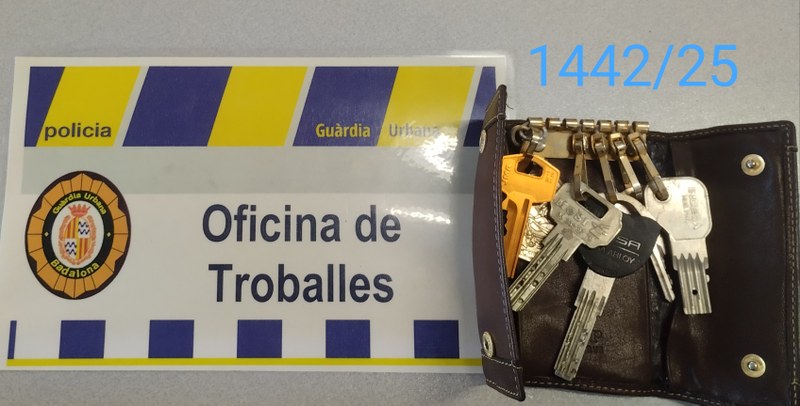 1442/25
policia
Guàrdia Urbana
Guàrdia Urbana
Badalona
Oficina de
Troballes